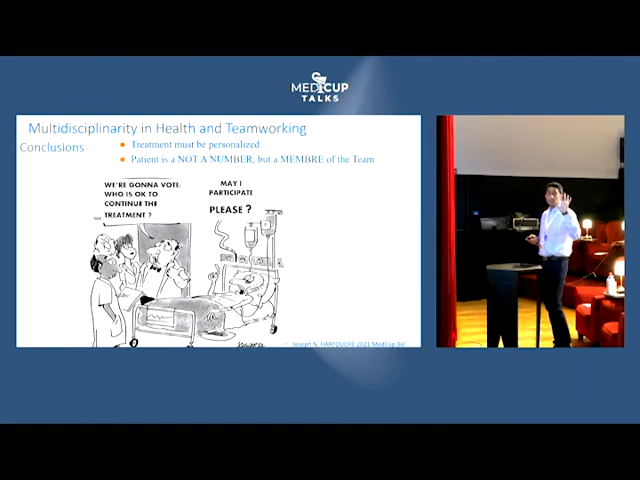 MEDICUP
TALKS
Multidisciplinarity in Health and Teamworking
Conclusions
Treatment must be personalized
Patient is a NOT A NUMBER, but a MEMBRE of the Team
WE'RE GONNA VOTE
WHO IS OK TO
CONTINUE THE
TREATMENT ?
MAY I
PARTICIPATE
PLEASE ?
Joseph N. HARFOUCHE 2021 MedCup BVI